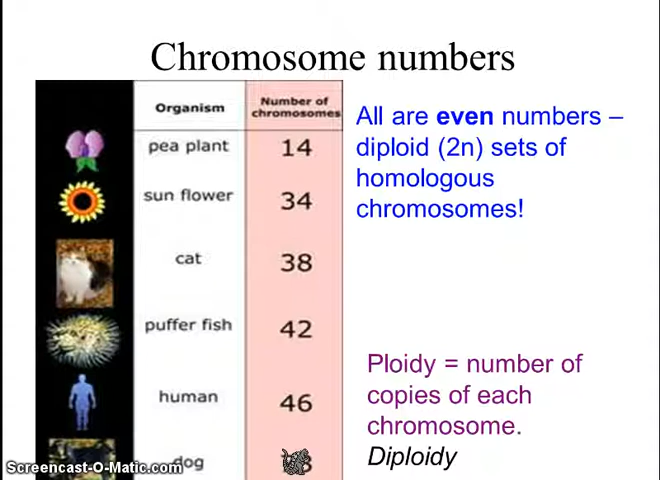 Chromosome numbers
Organism
Number of
chromosomes
pea plant
14
sun flower
34
cat
38
puffer fish
42
human
46
dog
All are even numbers –
diploid (2n) sets of
homologous
chromosomes!
Ploidy = number of
copies of each
chromosome.
Diploidy
Screencast-O-Matic.com